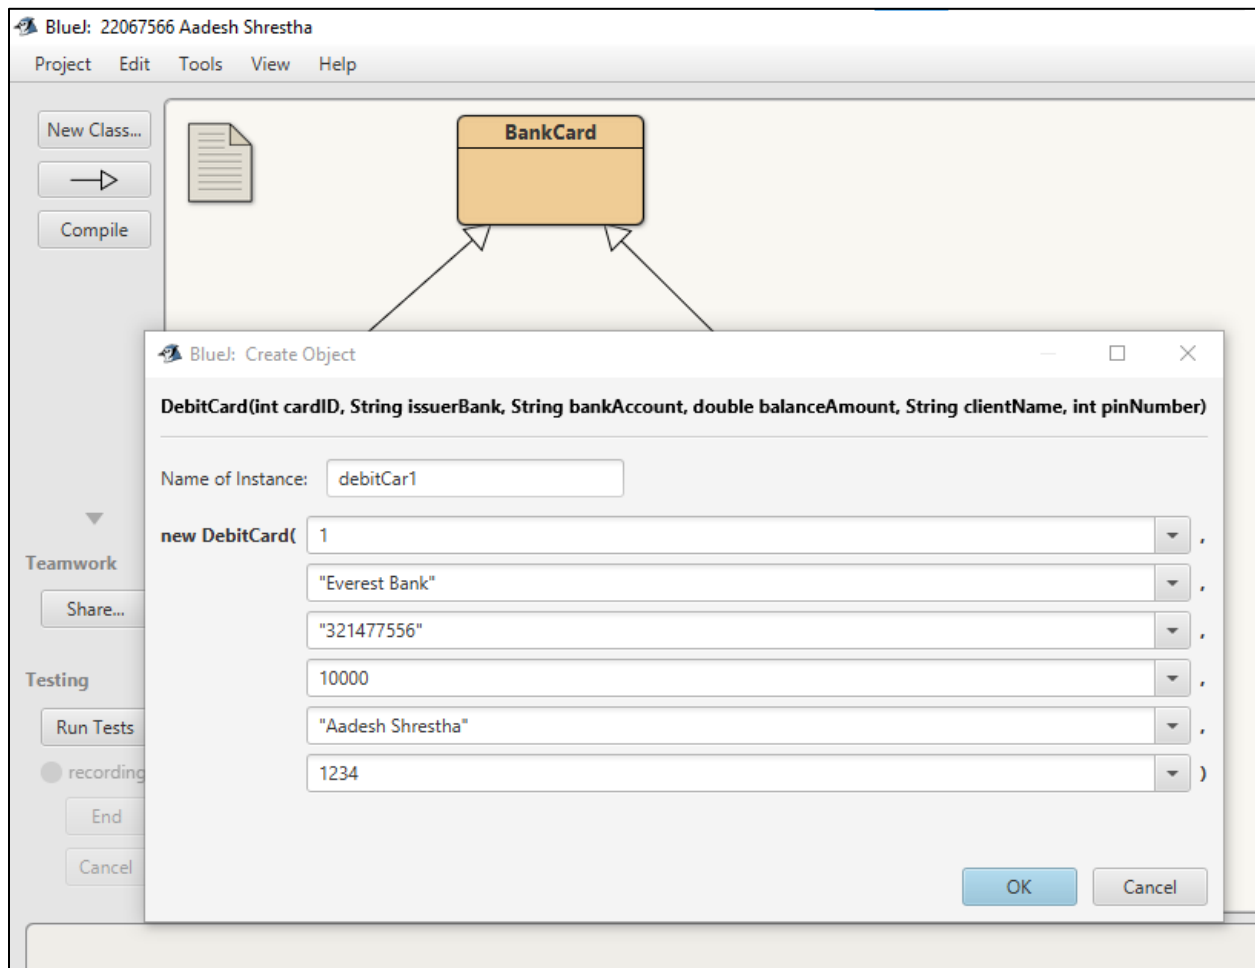 BlueJ: 22067566 Aadesh Shrestha
Project Edit Tools View Help
New Class...
Compile
BankCard
BlueJ: Create Object
DebitCard(int cardID, String issuerBank, String bankAccount, double balanceAmount, String clientName, int pinNumber)
Name of Instance: debitCar1
new DebitCard( 1 ,
"Everest Bank" ,
"321477556" ,
10000 ,
"Aadesh Shrestha" ,
1234 )
OK Cancel
Teamwork
Share...
Testing
Run Tests
recording
End
Cancel